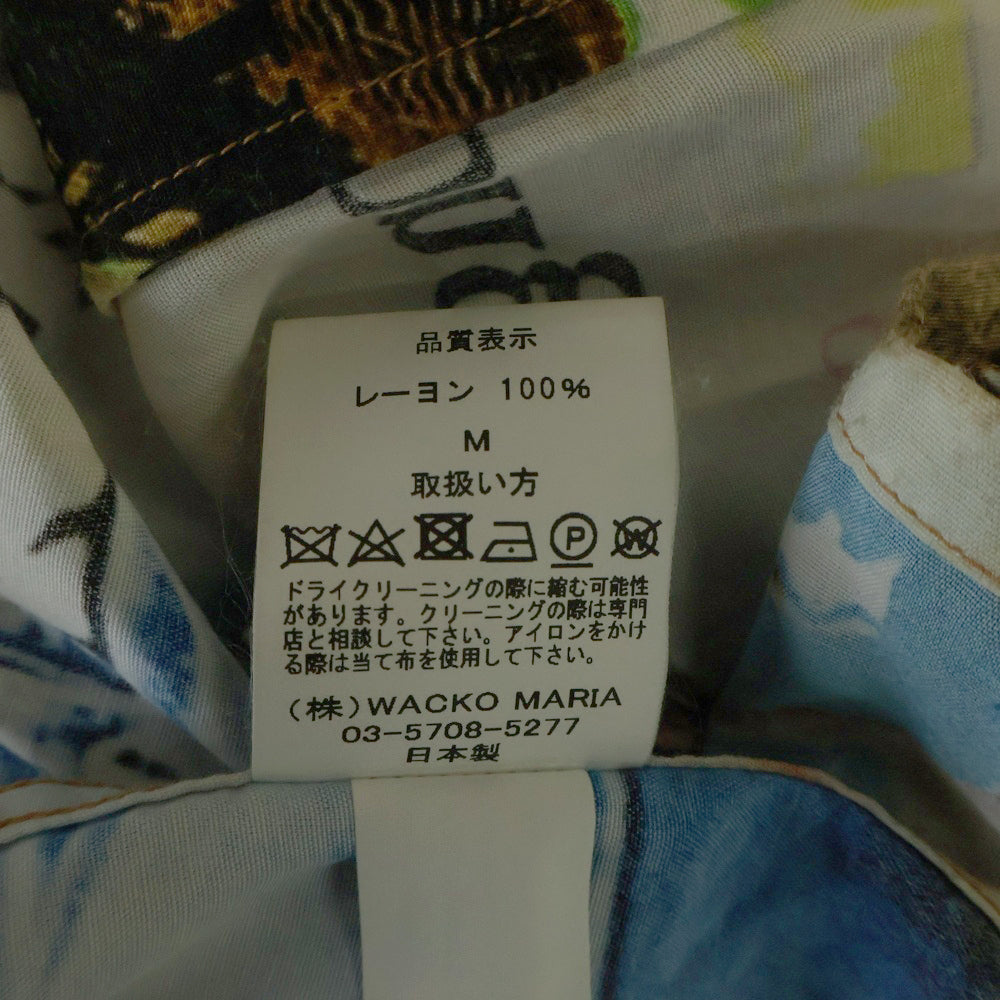 品質表示
レーヨン 100%
M
取扱い方
P W
ドライクリーニングの際に縮む可能性
があります。クリーニングの際は専門
店と相談して下さい。アイロンをかけ
る際は当て布を使用して下さい。
(株)WACKO MARIA
03-5708-5277
日本製